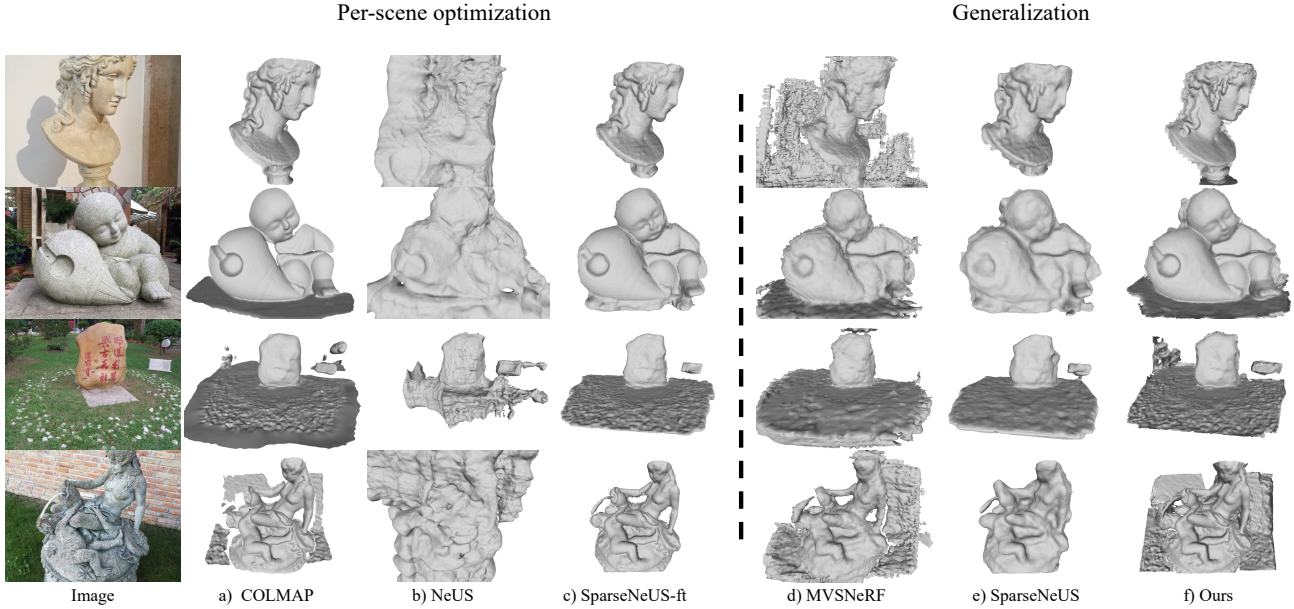 Per-scene optimization
Generalization
Image
a) COLMAP
b) NeUS
c) SparseNeUS-ft
d) MVSNeRF
e) SparseNeUS
f) Ours